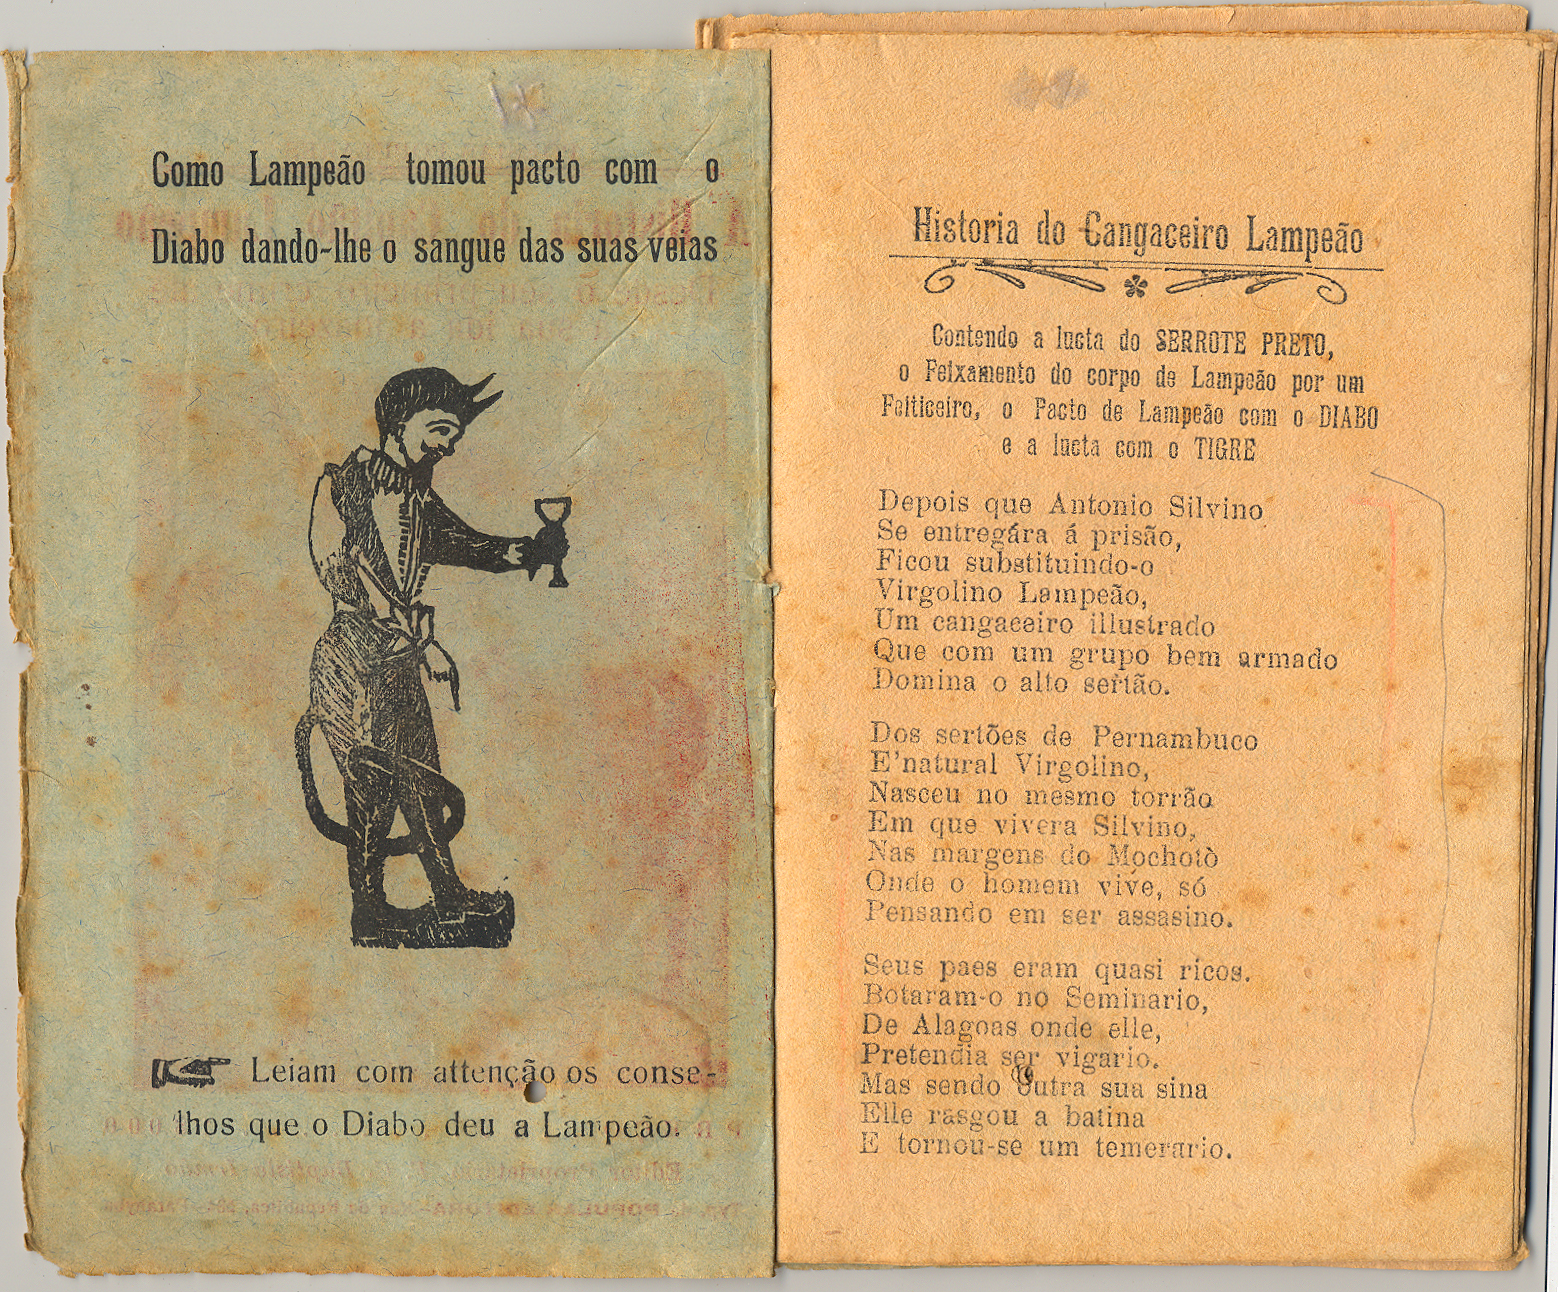 Como Lampeão tomou pacto com o
Diabo dando-lhe o sangue das suas veias
Leiam com attenção os conse-
lhos que o Diabo deu a Lampeão.
Historia do Cangaceiro Lampeão
Contendo a lucta do SERROTE PRETO,
o Feixamento do corpo de Lampeão por um
Feiticeiro, o Pacto de Lampeão com o DIABO
e a lucta com o TIGRE
Depois que Antonio Silvino
Se entregára á prisão,
Ficou substituindo-o
Virgolino Lampeão,
Um cangaceiro illustrado
Que com um grupo bem armado
Domina o alto sertão.
Dos sertões de Pernambuco
E'natural Virgolino,
Nasceu no mesmo torrão
Em que vivera Silvino,
Nas margens do Mochotò
Onde o homem vive, só
Pensando em ser assasino.
Seus paes eram quasi ricos.
Botaram-o no Seminario,
De Alagoas onde elle,
Pretendia ser vigario.
Mas sendo outra sua sina
Elle rasgou a batina
E tornou-se um temerario.